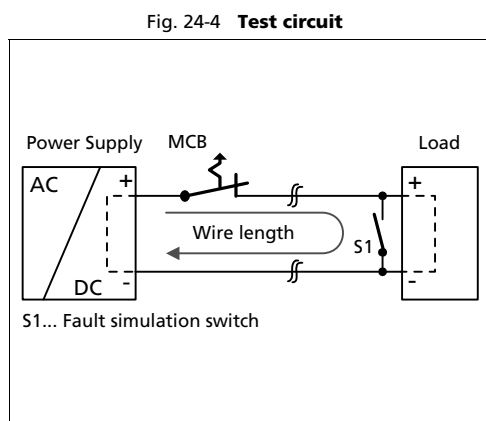 Fig. 24-4 Test circuit
Power Supply MCB Load
AC + +
Wire length S1
DC - -
S1... Fault simulation switch